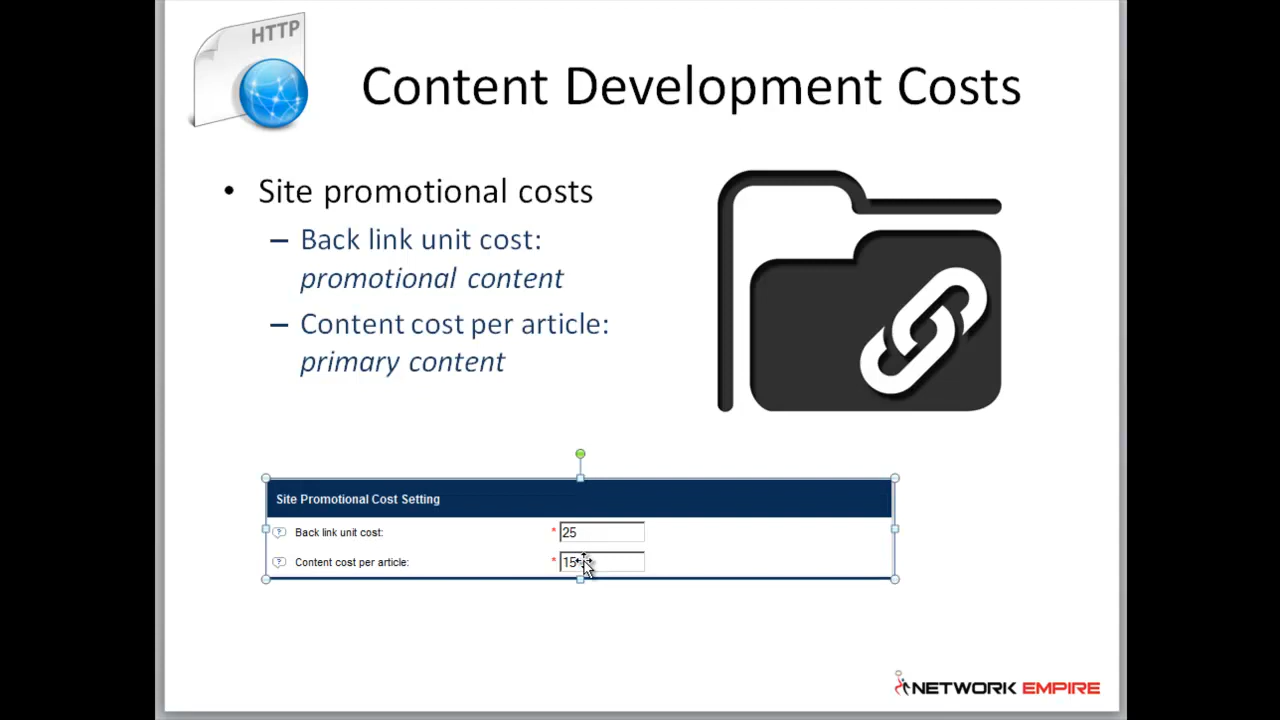 HTTP
Content Development Costs
• Site promotional costs
– Back link unit cost:
promotional content
– Content cost per article:
primary content
Site Promotional Cost Setting
Back link unit cost: * 25
Content cost per article: * 15
NETWORK EMPIRE